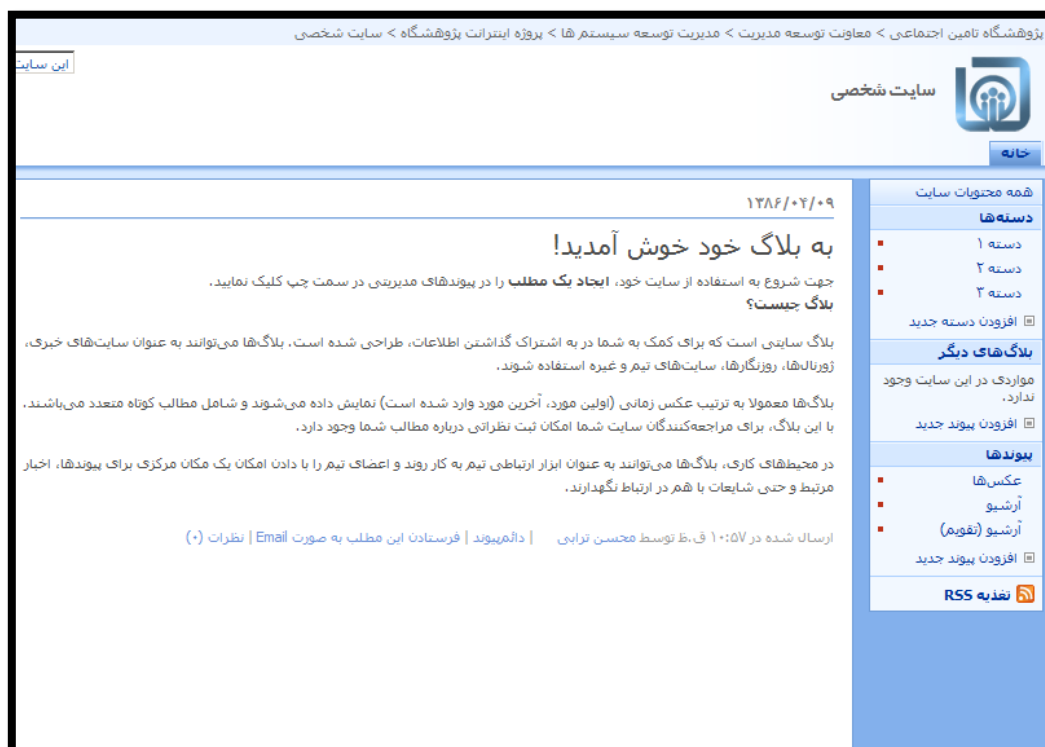 پژوهشگاه تامین اجتماعی > معاونت توسعه مدیریت > مدیریت توسعه سیستم ها > پروژه اینترانت پژوهشگاه > سایت شخصی
این سایت
سایت شخصی
خانه
همه محتویات سایت
دسته‌ها
دسته ۱
دسته ۲
دسته ۳
افزودن دسته جدید
بلاگ‌های دیگر
مواردی در این سایت وجود
ندارد.
افزودن پیوند جدید
پیوندها
عکس‌ها
آرشیو
آرشیو (تقویم)
افزودن پیوند جدید
تغذیه RSS
۱۳۸۶/۰۴/۰۹
به بلاگ خود خوش آمدید!
جهت شروع به استفاده از سایت خود، ایجاد یک مطلب را در پیوندهای مدیریتی در سمت چپ کلیک نمایید.
بلاگ چیست؟
بلاگ سایتی است که برای کمک به شما در به اشتراک گذاشتن اطلاعات، طراحی شده است. بلاگ‌ها می‌توانند به عنوان سایت‌های خبری،
ژورنال‌ها، روزنگارها، سایت‌های تیم و غیره استفاده شوند.
بلاگ‌ها معمولا به ترتیب عکس زمانی (اولین مورد، آخرین مورد وارد شده است) نمایش داده می‌شوند و شامل مطالب کوتاه متعدد می‌باشند.
با این بلاگ، برای مراجعه‌کنندگان سایت شما امکان ثبت نظراتی درباره مطالب شما وجود دارد.
در محیط‌های کاری، بلاگ‌ها می‌توانند به عنوان ابزار ارتباطی تیم به کار روند و اعضای تیم را با دادن امکان یک مکان مرکزی برای پیوندها، اخبار
مرتبط و حتی شایعات با هم در ارتباط نگهدارند.
ارسال شده در ۱۰:۵۷ ق.ظ توسط محسن ترابی | دائم‌پیوند | فرستادن این مطلب به صورت Email | نظرات (۰)